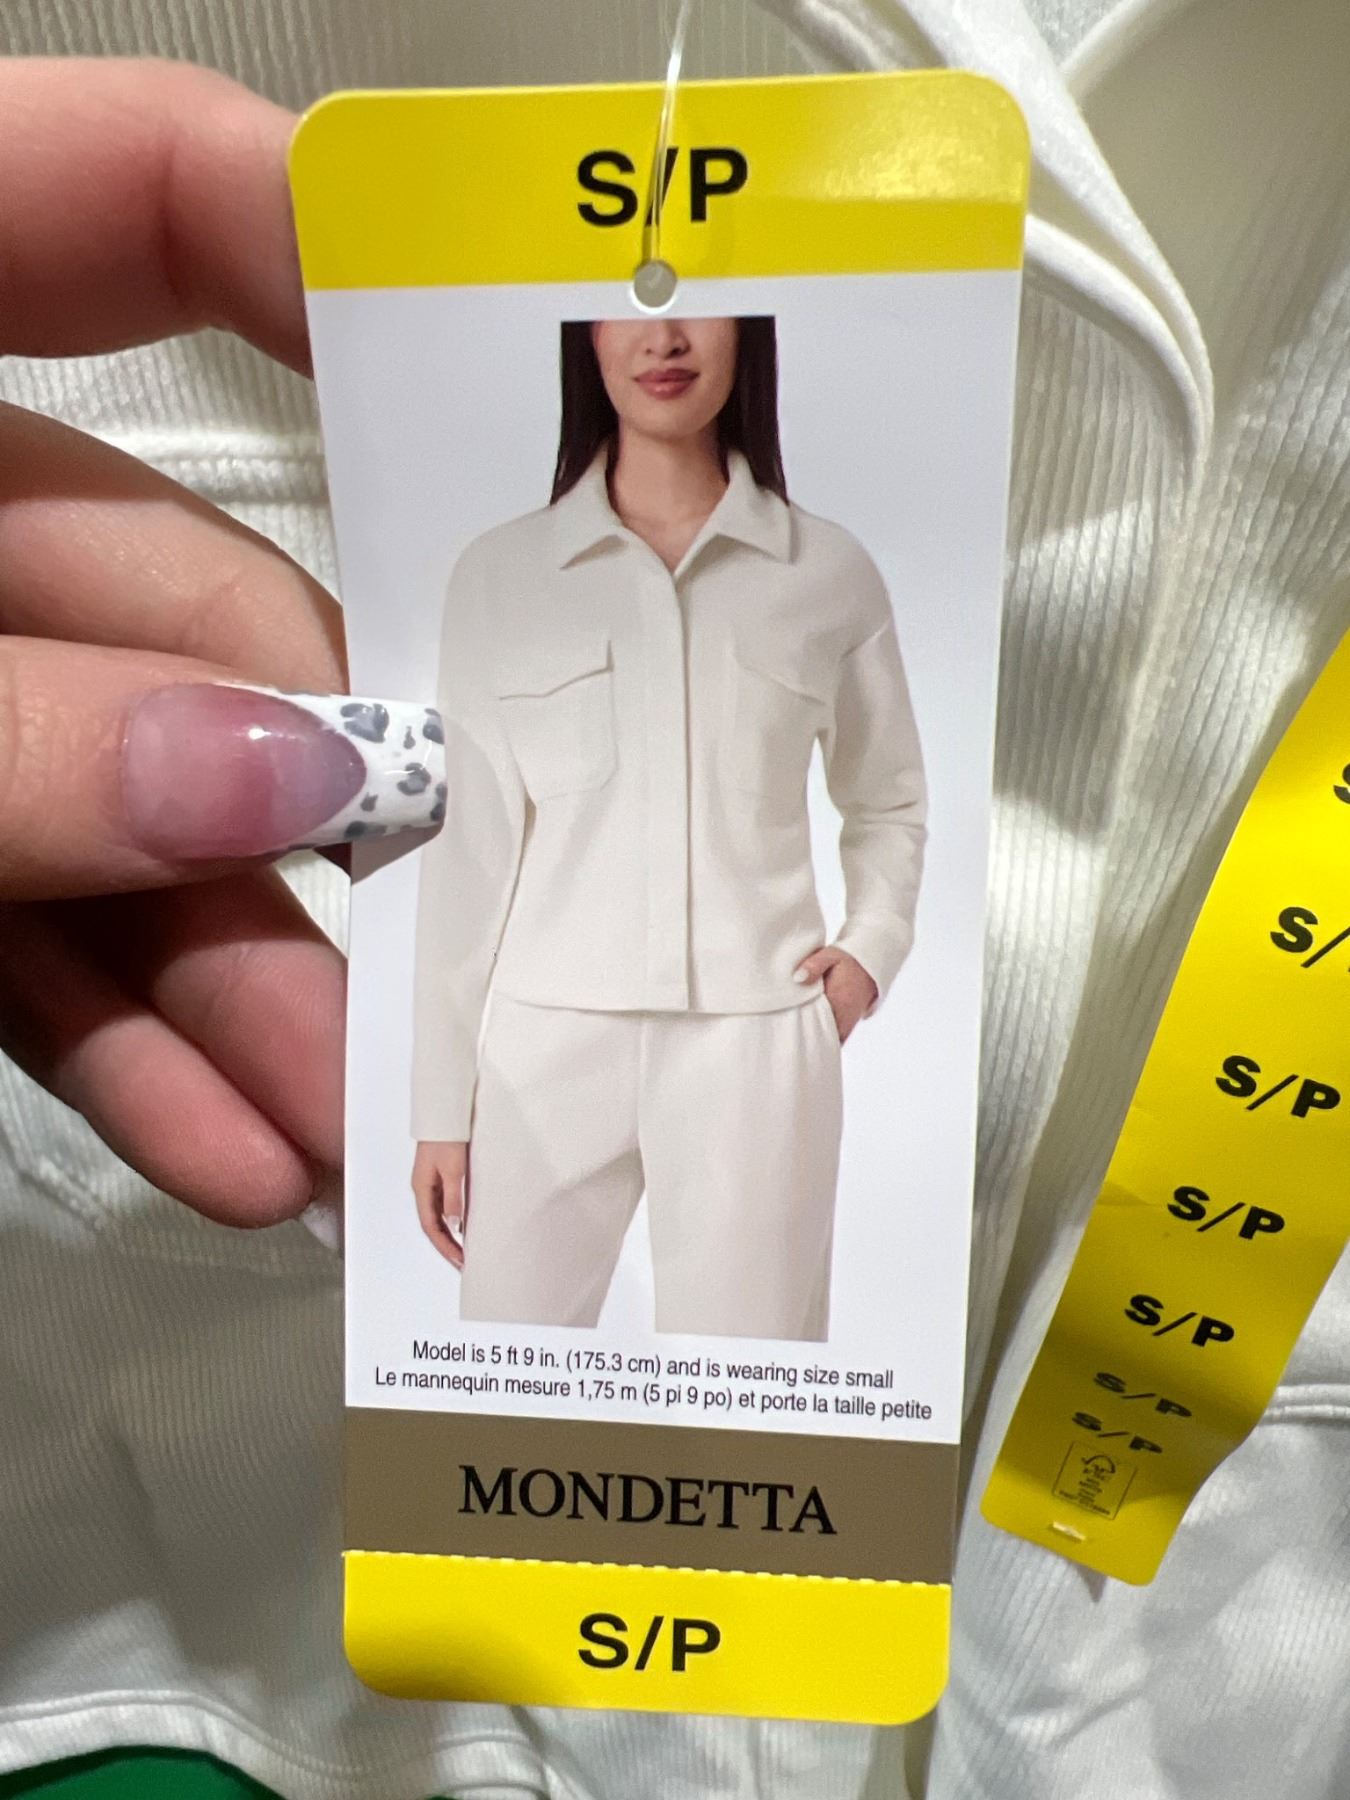 S/P
Model is 5 ft 9 in. (175.3 cm) and is wearing size small
Le mannequin mesure 1,75 m (5 pi 9 po) et porte la taille petite
MONDETTA
S/P
S/
S/P
S/P
S/P
S/P
S/P